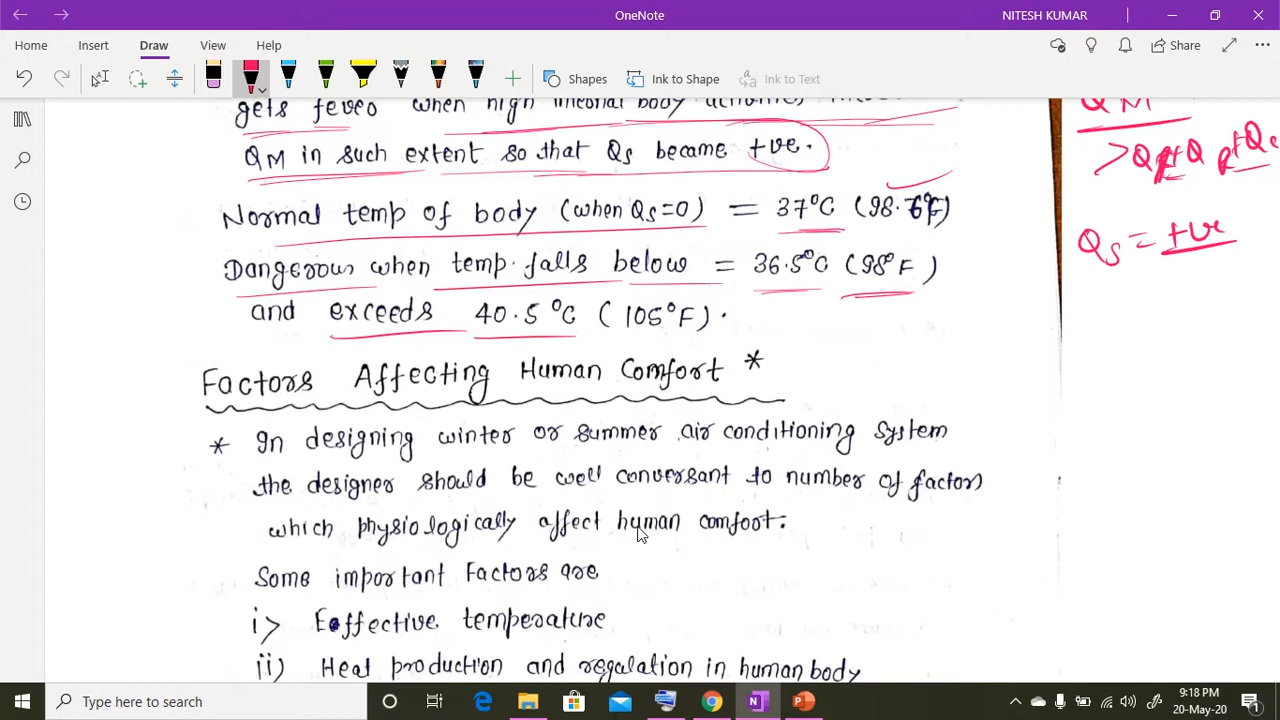 OneNote
NITESH KUMAR
Home Insert Draw View Help
Share
Shapes
Ink to Shape
Ink to Text
gets fever when high internal body
QM in such extent so that Qs became +ve.
QM
> Q
Normal temp of body (when Qs=0) = 37°C (98.6°F)
Qs = +ve
Dangerous when temp. falls below = 36.5°C (98°F)
and exceeds 40.5 °C (105°F).
Factors Affecting Human Comfort *
* In designing winter or summer air conditioning system
the designer should be well conversant to number of factors
which physiologically affect human comfort.
Some important Factors are
i> Effective temperature
ii) Heat production and regulation in human body
Type here to search
9:18 PM
20-May-20